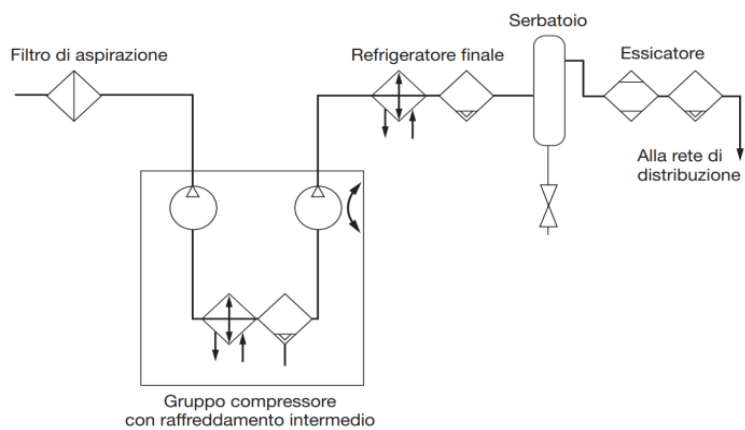 Serbatoio
Filtro di aspirazione
Refrigeratore finale
Essicatore
Alla rete di
distribuzione
Gruppo compressore
con raffreddamento intermedio